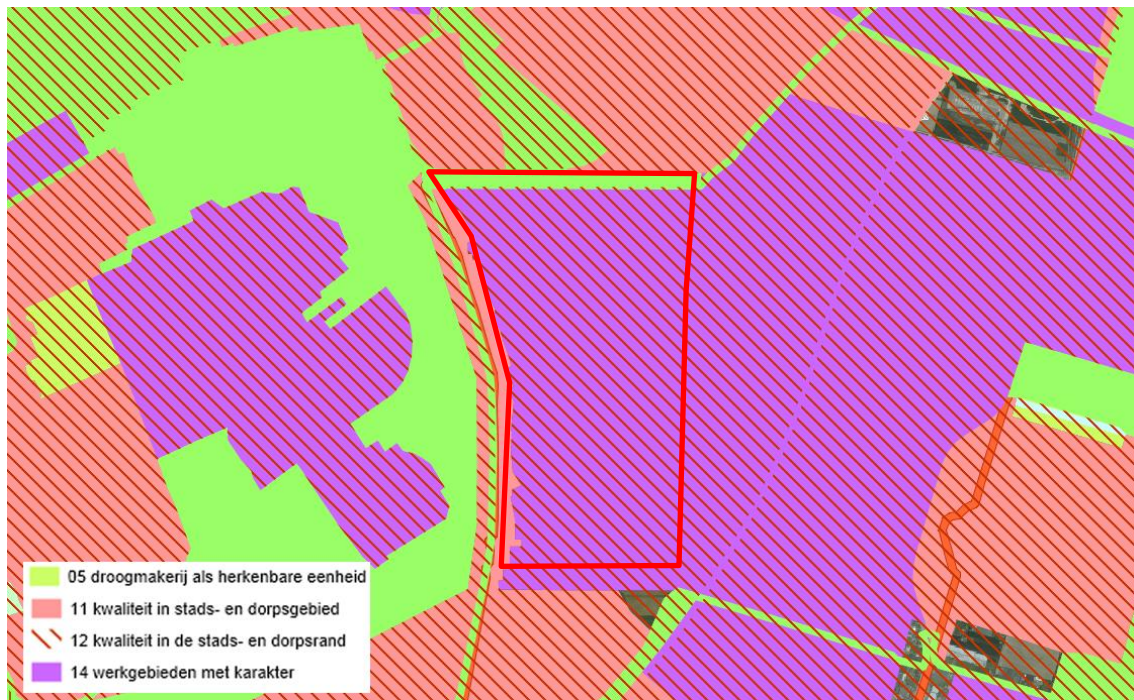 05 droogmakerij als herkenbare eenheid
11 kwaliteit in stads- en dorpsgebied
12 kwaliteit in de stads- en dorpsrand
14 werkgebieden met karakter